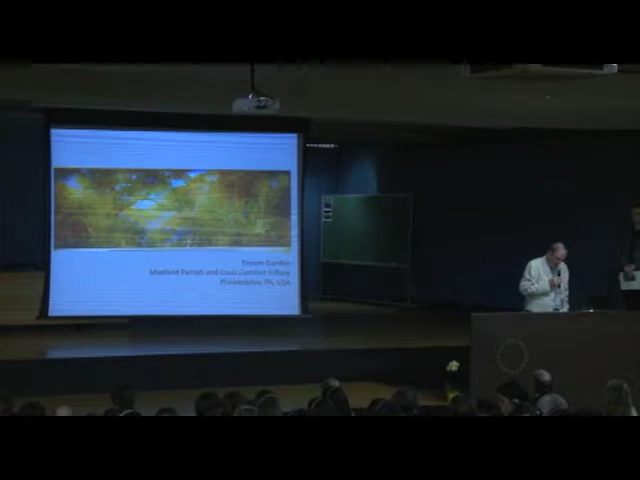 Dream Garden
Maxfield Parrish and Louis Comfort Tiffany,
Philadelphia, PA, USA